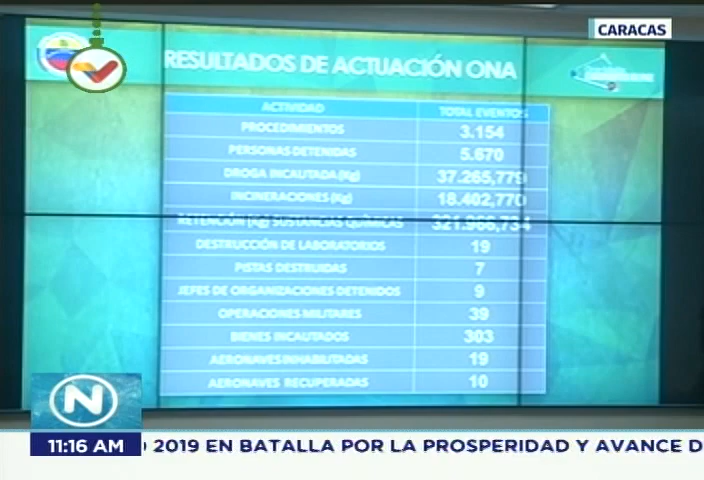 CARACAS
RESULTADOS DE ACTUACIÓN ONA
ACTIVIDAD TOTAL EVENTOS
PROCEDIMIENTOS 3.154
PERSONAS DETENIDAS 5.670
DROGA INCAUTADA (Kg) 37.265,779
INCINERACIONES (Kg) 18.402,770
RETENCIÓN (Kg) SUSTANCIAS QUÍMICAS 321.966,734
DESTRUCCIÓN DE LABORATORIOS 19
PISTAS DESTRUIDAS 7
JEFES DE ORGANIZACIONES DETENIDOS 9
OPERACIONES MILITARES 39
BIENES INCAUTADOS 303
AERONAVES INHABILITADAS 19
AERONAVES RECUPERADAS 10
N
11:16 AM 2019 EN BATALLA POR LA PROSPERIDAD Y AVANCE D